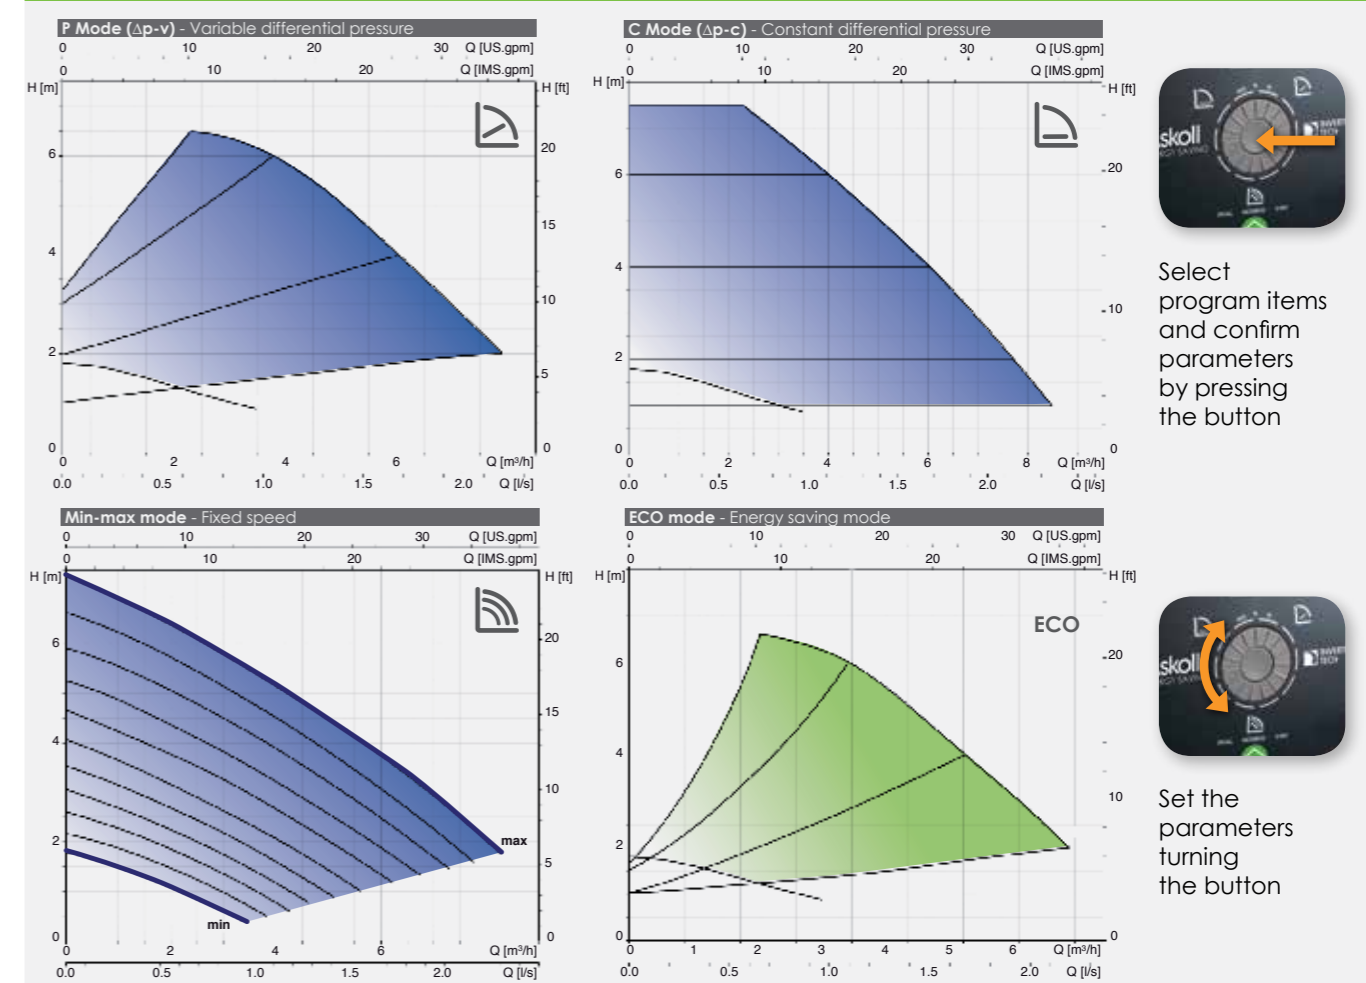 P Mode (Δp-v) - Variable differential pressure
0 10 20 30 Q [US.gpm]
0 10 20 Q [IMS.gpm]
H [m] H [ft]
6
4
2
0
20
15
10
5
0
0 2 4 6 Q [m³/h]
0.0 0.5 1.0 1.5 2.0 Q [l/s]
C Mode (Δp-c) - Constant differential pressure
0 10 20 30 Q [US.gpm]
0 10 20 Q [IMS.gpm]
H [m] H [ft]
6
4
2
0
20
10
0
0 2 4 6 8 Q [m³/h]
0.0 0.5 1.0 1.5 2.0 Q [l/s]
skoll
Select
program items
and confirm
parameters
by pressing
the button
Min-max mode - Fixed speed
0 10 20 30 Q [US.gpm]
0 10 20 Q [IMS.gpm]
H [m] H [ft]
6
4
2
0
20
15
10
5
0
max
min
0 2 4 6 Q [m³/h]
0.0 0.5 1.0 1.5 2.0 Q [l/s]
ECO mode - Energy saving mode
0 10 20 30 Q [US.gpm]
0 10 20 Q [IMS.gpm]
H [m] H [ft]
ECO
6
4
2
0
20
10
0
0 1 2 3 4 5 6 Q [m³/h]
0.0 0.5 1.0 1.5 2.0 Q [l/s]
skoll
Set the
parameters
turning
the button